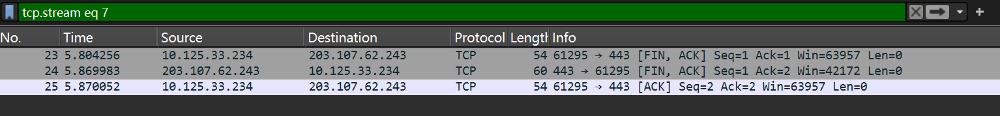 tcp.stream eq 7
No. Time Source Destination Protocol Length Info
23 5.804256 10.125.33.234 203.107.62.243 TCP 54 61295 → 443 [FIN, ACK] Seq=1 Ack=1 Win=63957 Len=0
24 5.869983 203.107.62.243 10.125.33.234 TCP 60 443 → 61295 [FIN, ACK] Seq=1 Ack=2 Win=42172 Len=0
25 5.870052 10.125.33.234 203.107.62.243 TCP 54 61295 → 443 [ACK] Seq=2 Ack=2 Win=63957 Len=0